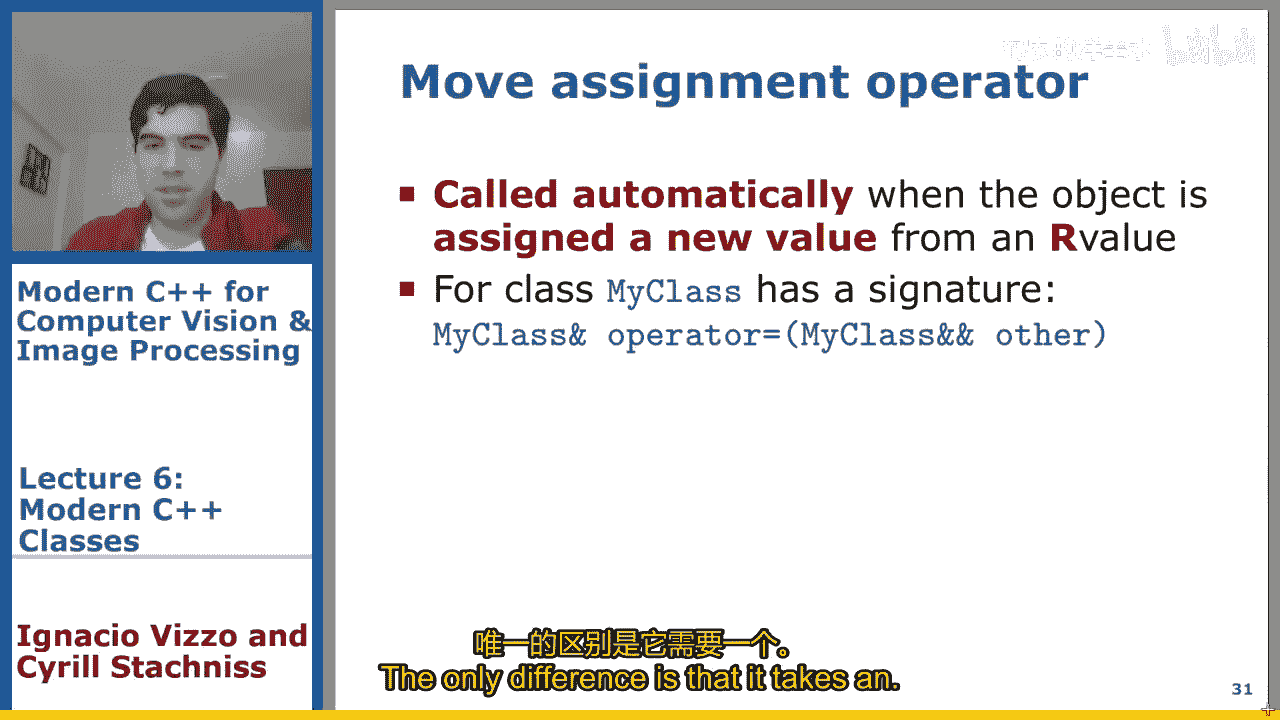 Move assignment operator
Called automatically when the object is
assigned a new value from an Rvalue
For class MyClass has a signature:
MyClass& operator=(MyClass&& other)
Modern C++ for
Computer Vision &
Image Processing
Lecture 6:
Modern C++
Classes
Ignacio Vizzo and
Cyrill Stachniss
唯一的区别是它需要一个。
The only difference is that it takes an.
31